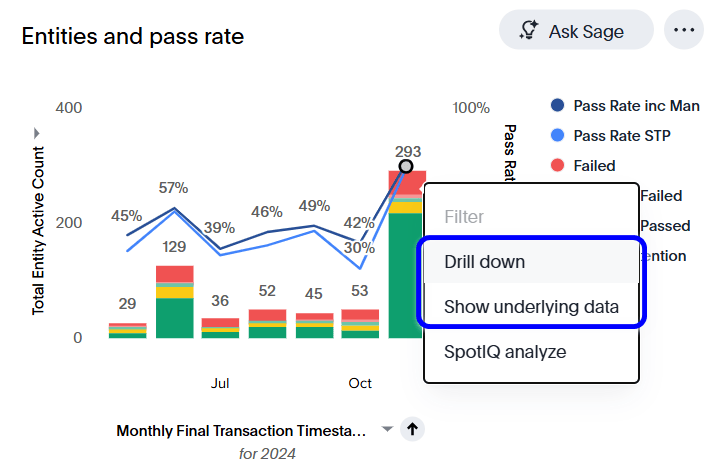 Entities and pass rate
Ask Sage
400
100%
Total Entity Active Count
200
0
Pass Rat
Pass Rate inc Man
Pass Rate STP
Failed
Failed
Passed
ention
45%
57%
39%
46%
49%
42%
30%
29
129
36
52
45
53
293
Filter
Drill down
Show underlying data
SpotIQ analyze
Jul
Oct
Monthly Final Transaction Timesta...
for 2024